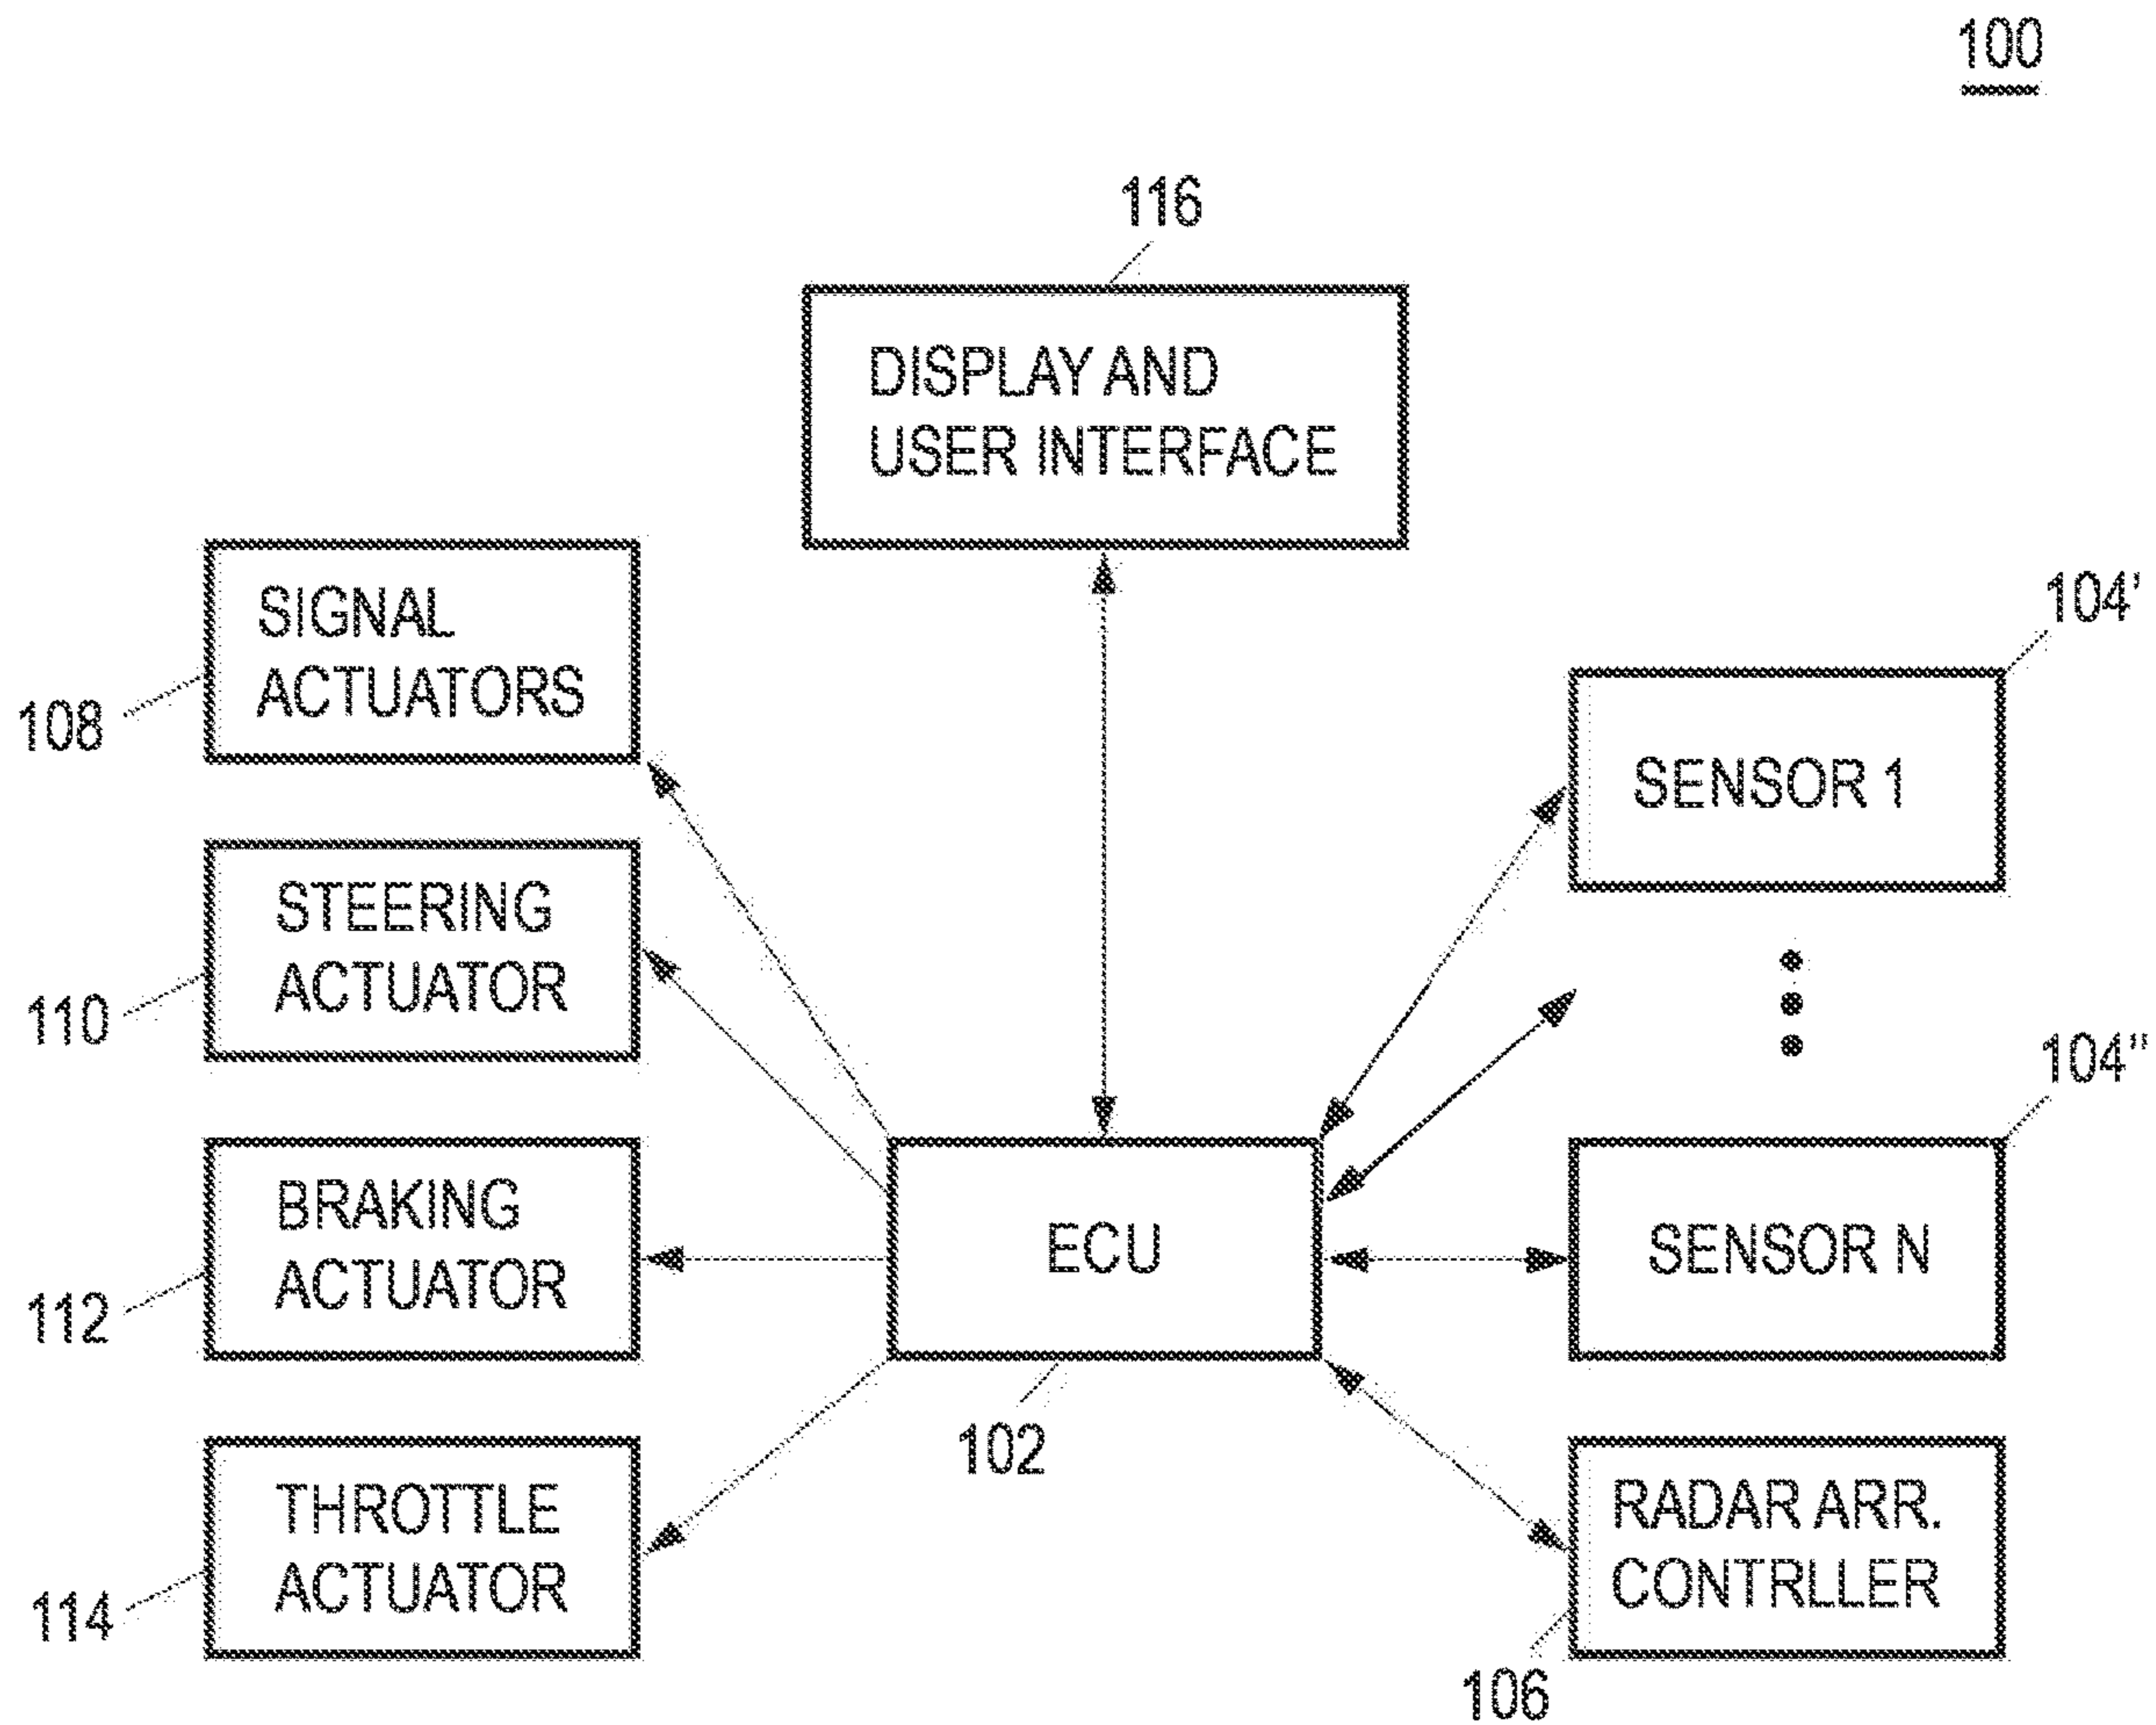 100
116
DISPLAY AND
USER INTERFACE
SIGNAL
ACTUATORS
108
104'
SENSOR 1
STEERING
ACTUATOR
110
104"
BRAKING
ACTUATOR
112
ECU
102
SENSOR N
THROTTLE
ACTUATOR
114
RADAR ARR.
CONTRLLER
106